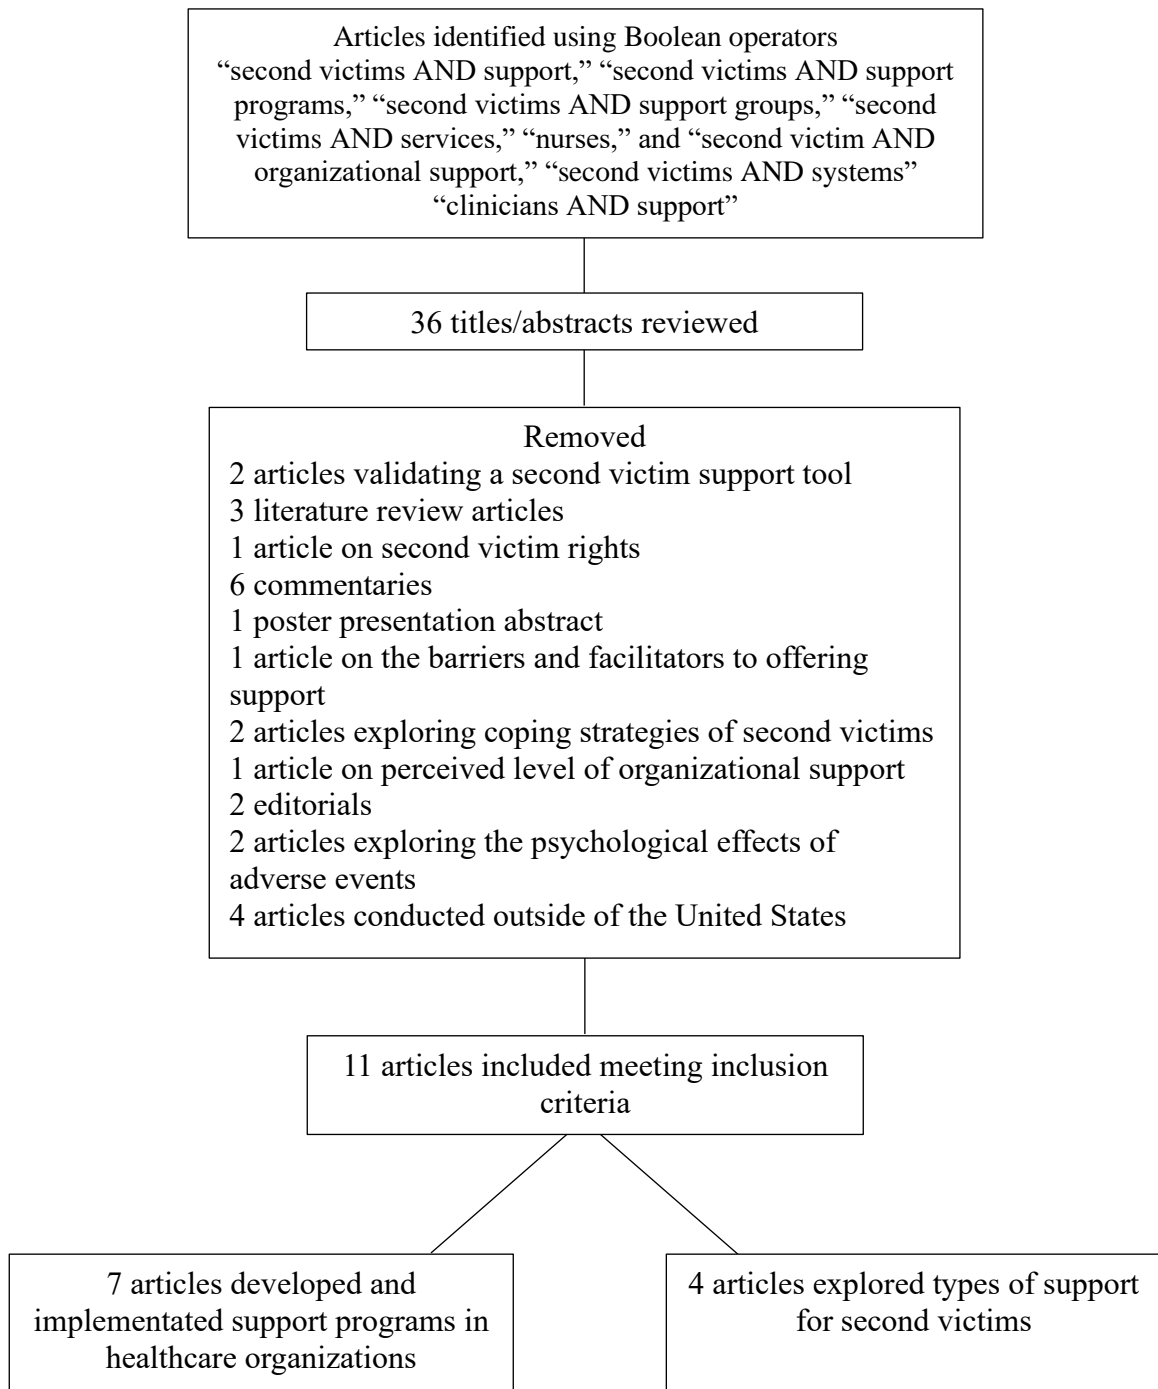 Articles identified using Boolean operators
“second victims AND support,” “second victims AND support
programs,” “second victims AND support groups,” “second
victims AND services,” “nurses,” and “second victim AND
organizational support,” “second victims AND systems”
“clinicians AND support”
36 titles/abstracts reviewed
Removed
2 articles validating a second victim support tool
3 literature review articles
1 article on second victim rights
6 commentaries
1 poster presentation abstract
1 article on the barriers and facilitators to offering
support
2 articles exploring coping strategies of second victims
1 article on perceived level of organizational support
2 editorials
2 articles exploring the psychological effects of
adverse events
4 articles conducted outside of the United States
11 articles included meeting inclusion
criteria
7 articles developed and
implementated support programs in
healthcare organizations
4 articles explored types of support
for second victims